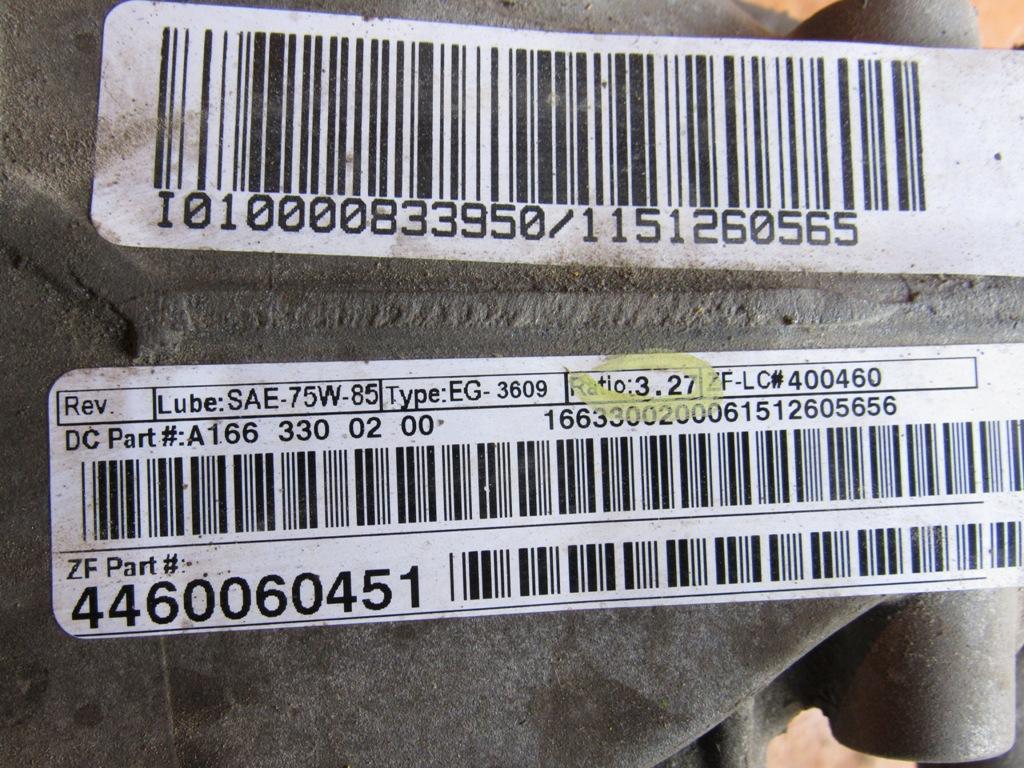 I010000833950/1151260565
Rev. Lube:SAE-75W-85 Type:EG- 3609 Ratio:3.27 ZF-LC#400460
DC Part#:A166 330 02 00 1663300200061512605656
ZF Part #:
4460060451